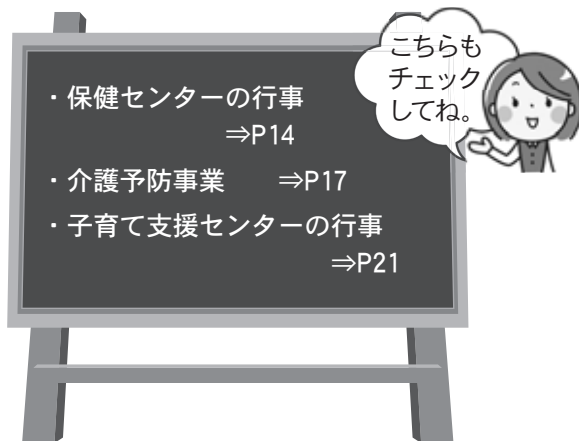 こちらも
チェック
してね。
・保健センターの行事
⇒P14
・介護予防事業　⇒P17
・子育て支援センターの行事
⇒P21